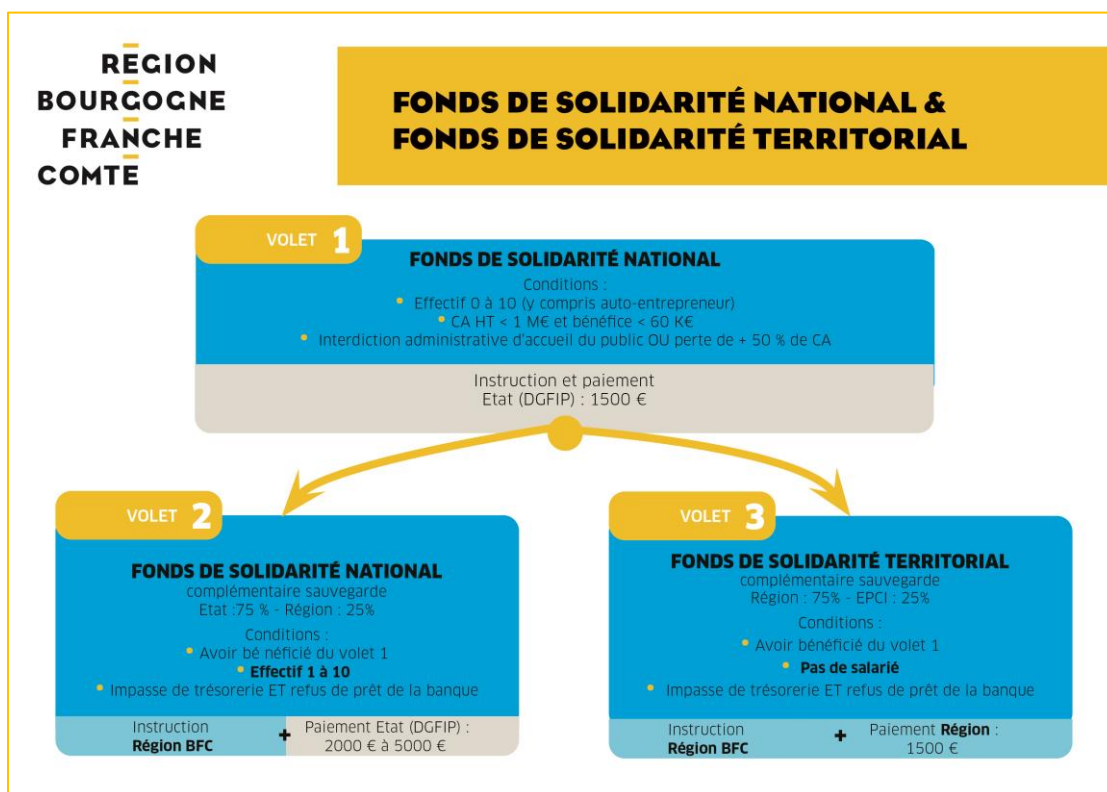 RÉGION
BOURGOGNE
FRANCHE
COMTÉ
FONDS DE SOLIDARITÉ NATIONAL &
FONDS DE SOLIDARITÉ TERRITORIAL
VOLET 1
FONDS DE SOLIDARITÉ NATIONAL
Conditions :
• Effectif 0 à 10 (y compris auto-entrepreneur)
• CA HT < 1 M€ et bénéfice < 60 K€
• Interdiction administrative d'accueil du public OU perte de + 50 % de CA
Instruction et paiement
Etat (DGFIP) : 1500 €
VOLET 2
FONDS DE SOLIDARITÉ NATIONAL
complémentaire sauvegarde
Etat :75 % - Région : 25%
Conditions :
• Avoir bé néficié du volet 1
• Effectif 1 à 10
• Impasse de trésorerie ET refus de prêt de la banque
Instruction
Région BFC
+
Paiement Etat (DGFIP) :
2000 € à 5000 €
VOLET 3
FONDS DE SOLIDARITÉ TERRITORIAL
complémentaire sauvegarde
Région : 75% - EPCI : 25%
Conditions :
• Avoir bénéficié du volet 1
• Pas de salarié
• Impasse de trésorerie ET refus de prêt de la banque
Instruction
Région BFC
+
Paiement Région :
1500 €